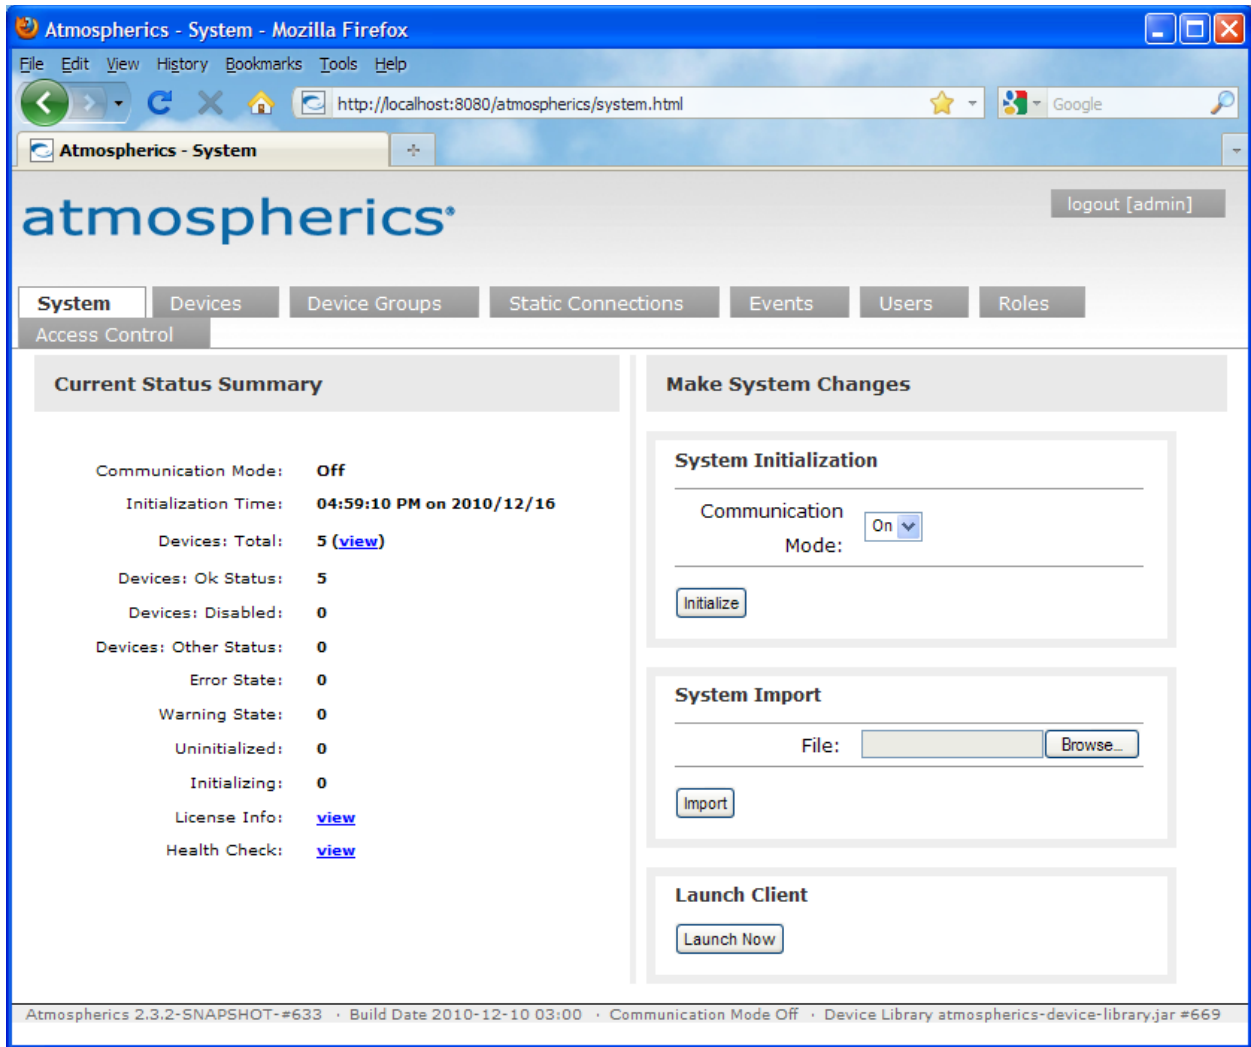 Atmospherics - System - Mozilla Firefox
File Edit View History Bookmarks Tools Help
http://localhost:8080/atmospherics/system.html Google
Atmospherics - System
atmospherics®
logout [admin]
System Devices Device Groups Static Connections Events Users Roles
Access Control
Current Status Summary
Communication Mode: Off
Initialization Time: 04:59:10 PM on 2010/12/16
Devices: Total: 5 (view)
Devices: Ok Status: 5
Devices: Disabled: 0
Devices: Other Status: 0
Error State: 0
Warning State: 0
Uninitialized: 0
Initializing: 0
License Info: view
Health Check: view
Make System Changes
System Initialization
Communication
Mode: On
Initialize
System Import
File: Browse...
Import
Launch Client
Launch Now
Atmospherics 2.3.2-SNAPSHOT-#633 · Build Date 2010-12-10 03:00 · Communication Mode Off · Device Library atmospherics-device-library.jar #669